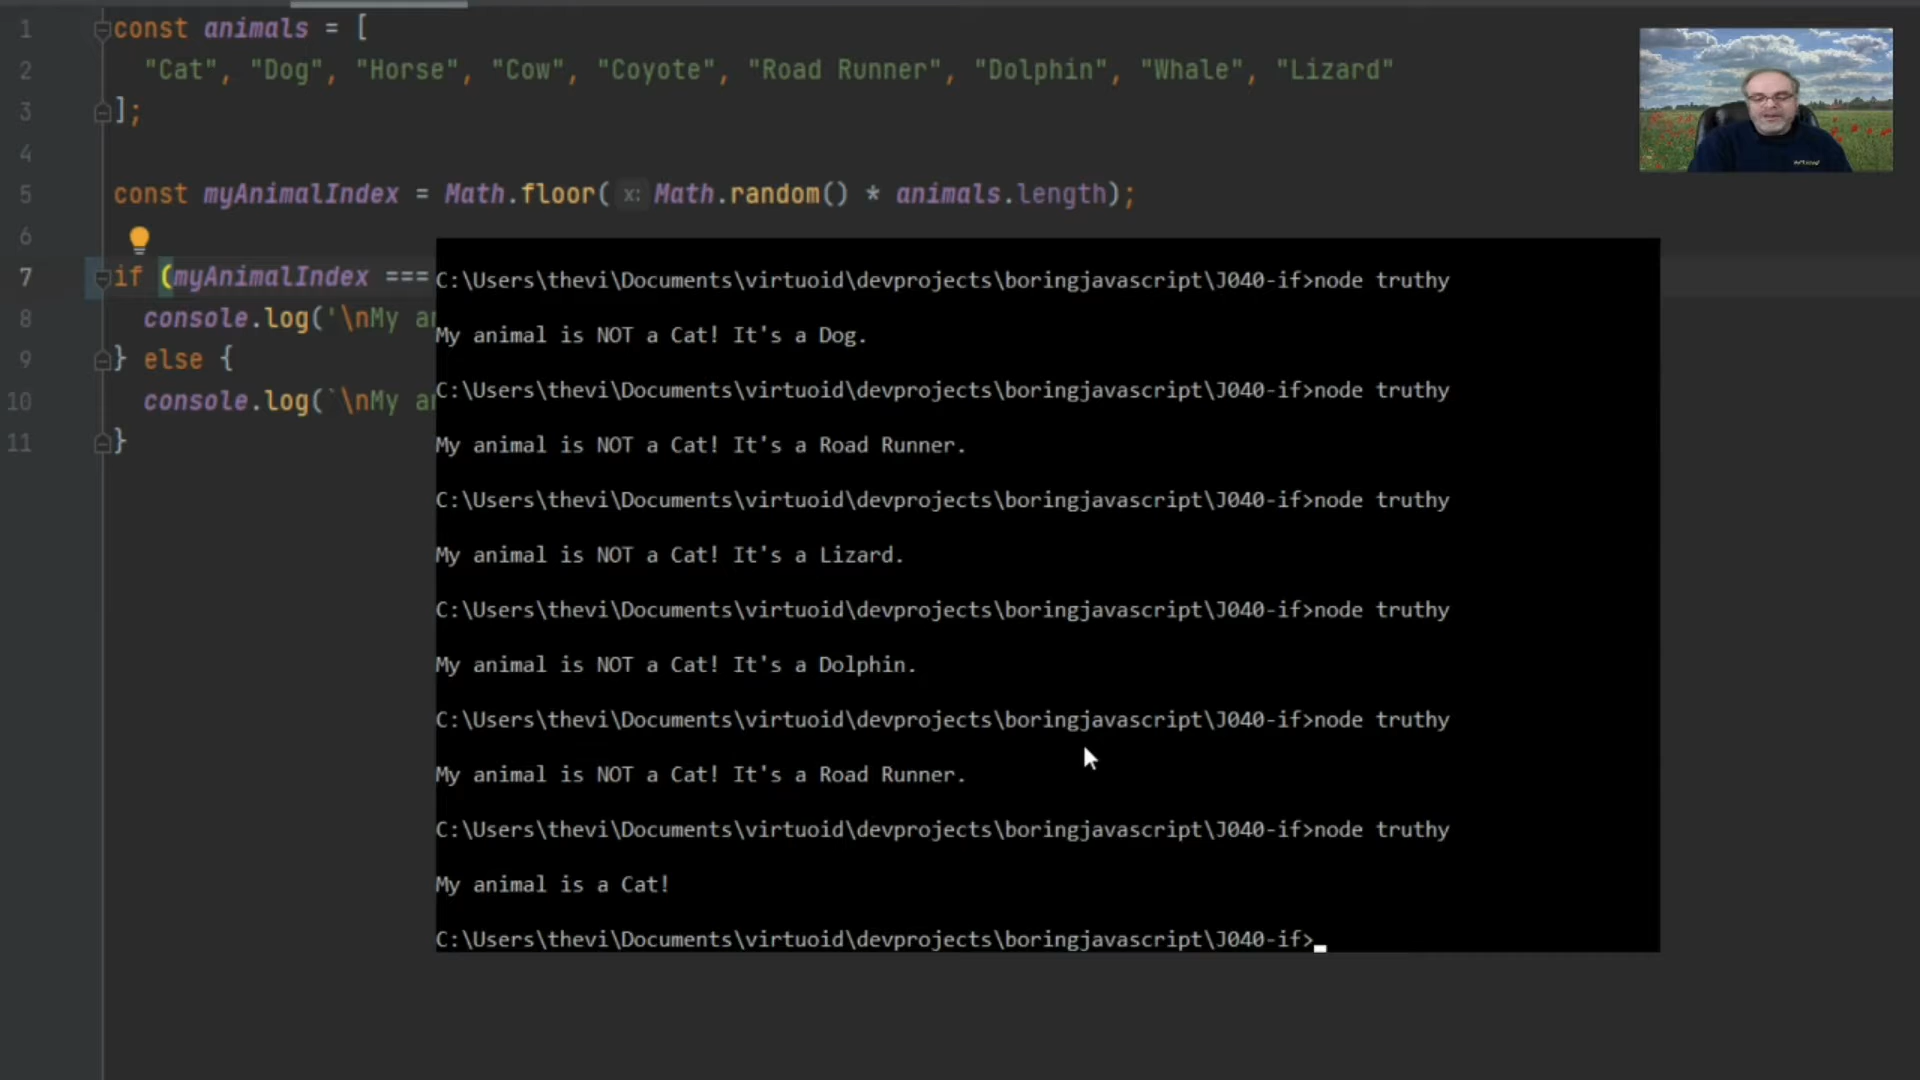 1 const animals = [
2 "Cat", "Dog", "Horse", "Cow", "Coyote", "Road Runner", "Dolphin", "Whale", "Lizard"
3 ];
4
5 const myAnimalIndex = Math.floor( x: Math.random() * animals.length);
6
7 if (myAnimalIndex ===
8 console.log('\nMy
9 } else {
10 console.log(`\nMy
11 }
C:\Users\thevi\Documents\virtuoid\devprojects\boringjavascript\J040-if>node truthy
My animal is NOT a Cat! It's a Dog.
C:\Users\thevi\Documents\virtuoid\devprojects\boringjavascript\J040-if>node truthy
My animal is NOT a Cat! It's a Road Runner.
C:\Users\thevi\Documents\virtuoid\devprojects\boringjavascript\J040-if>node truthy
My animal is NOT a Cat! It's a Lizard.
C:\Users\thevi\Documents\virtuoid\devprojects\boringjavascript\J040-if>node truthy
My animal is NOT a Cat! It's a Dolphin.
C:\Users\thevi\Documents\virtuoid\devprojects\boringjavascript\J040-if>node truthy
My animal is NOT a Cat! It's a Road Runner.
C:\Users\thevi\Documents\virtuoid\devprojects\boringjavascript\J040-if>node truthy
My animal is a Cat!
C:\Users\thevi\Documents\virtuoid\devprojects\boringjavascript\J040-if>